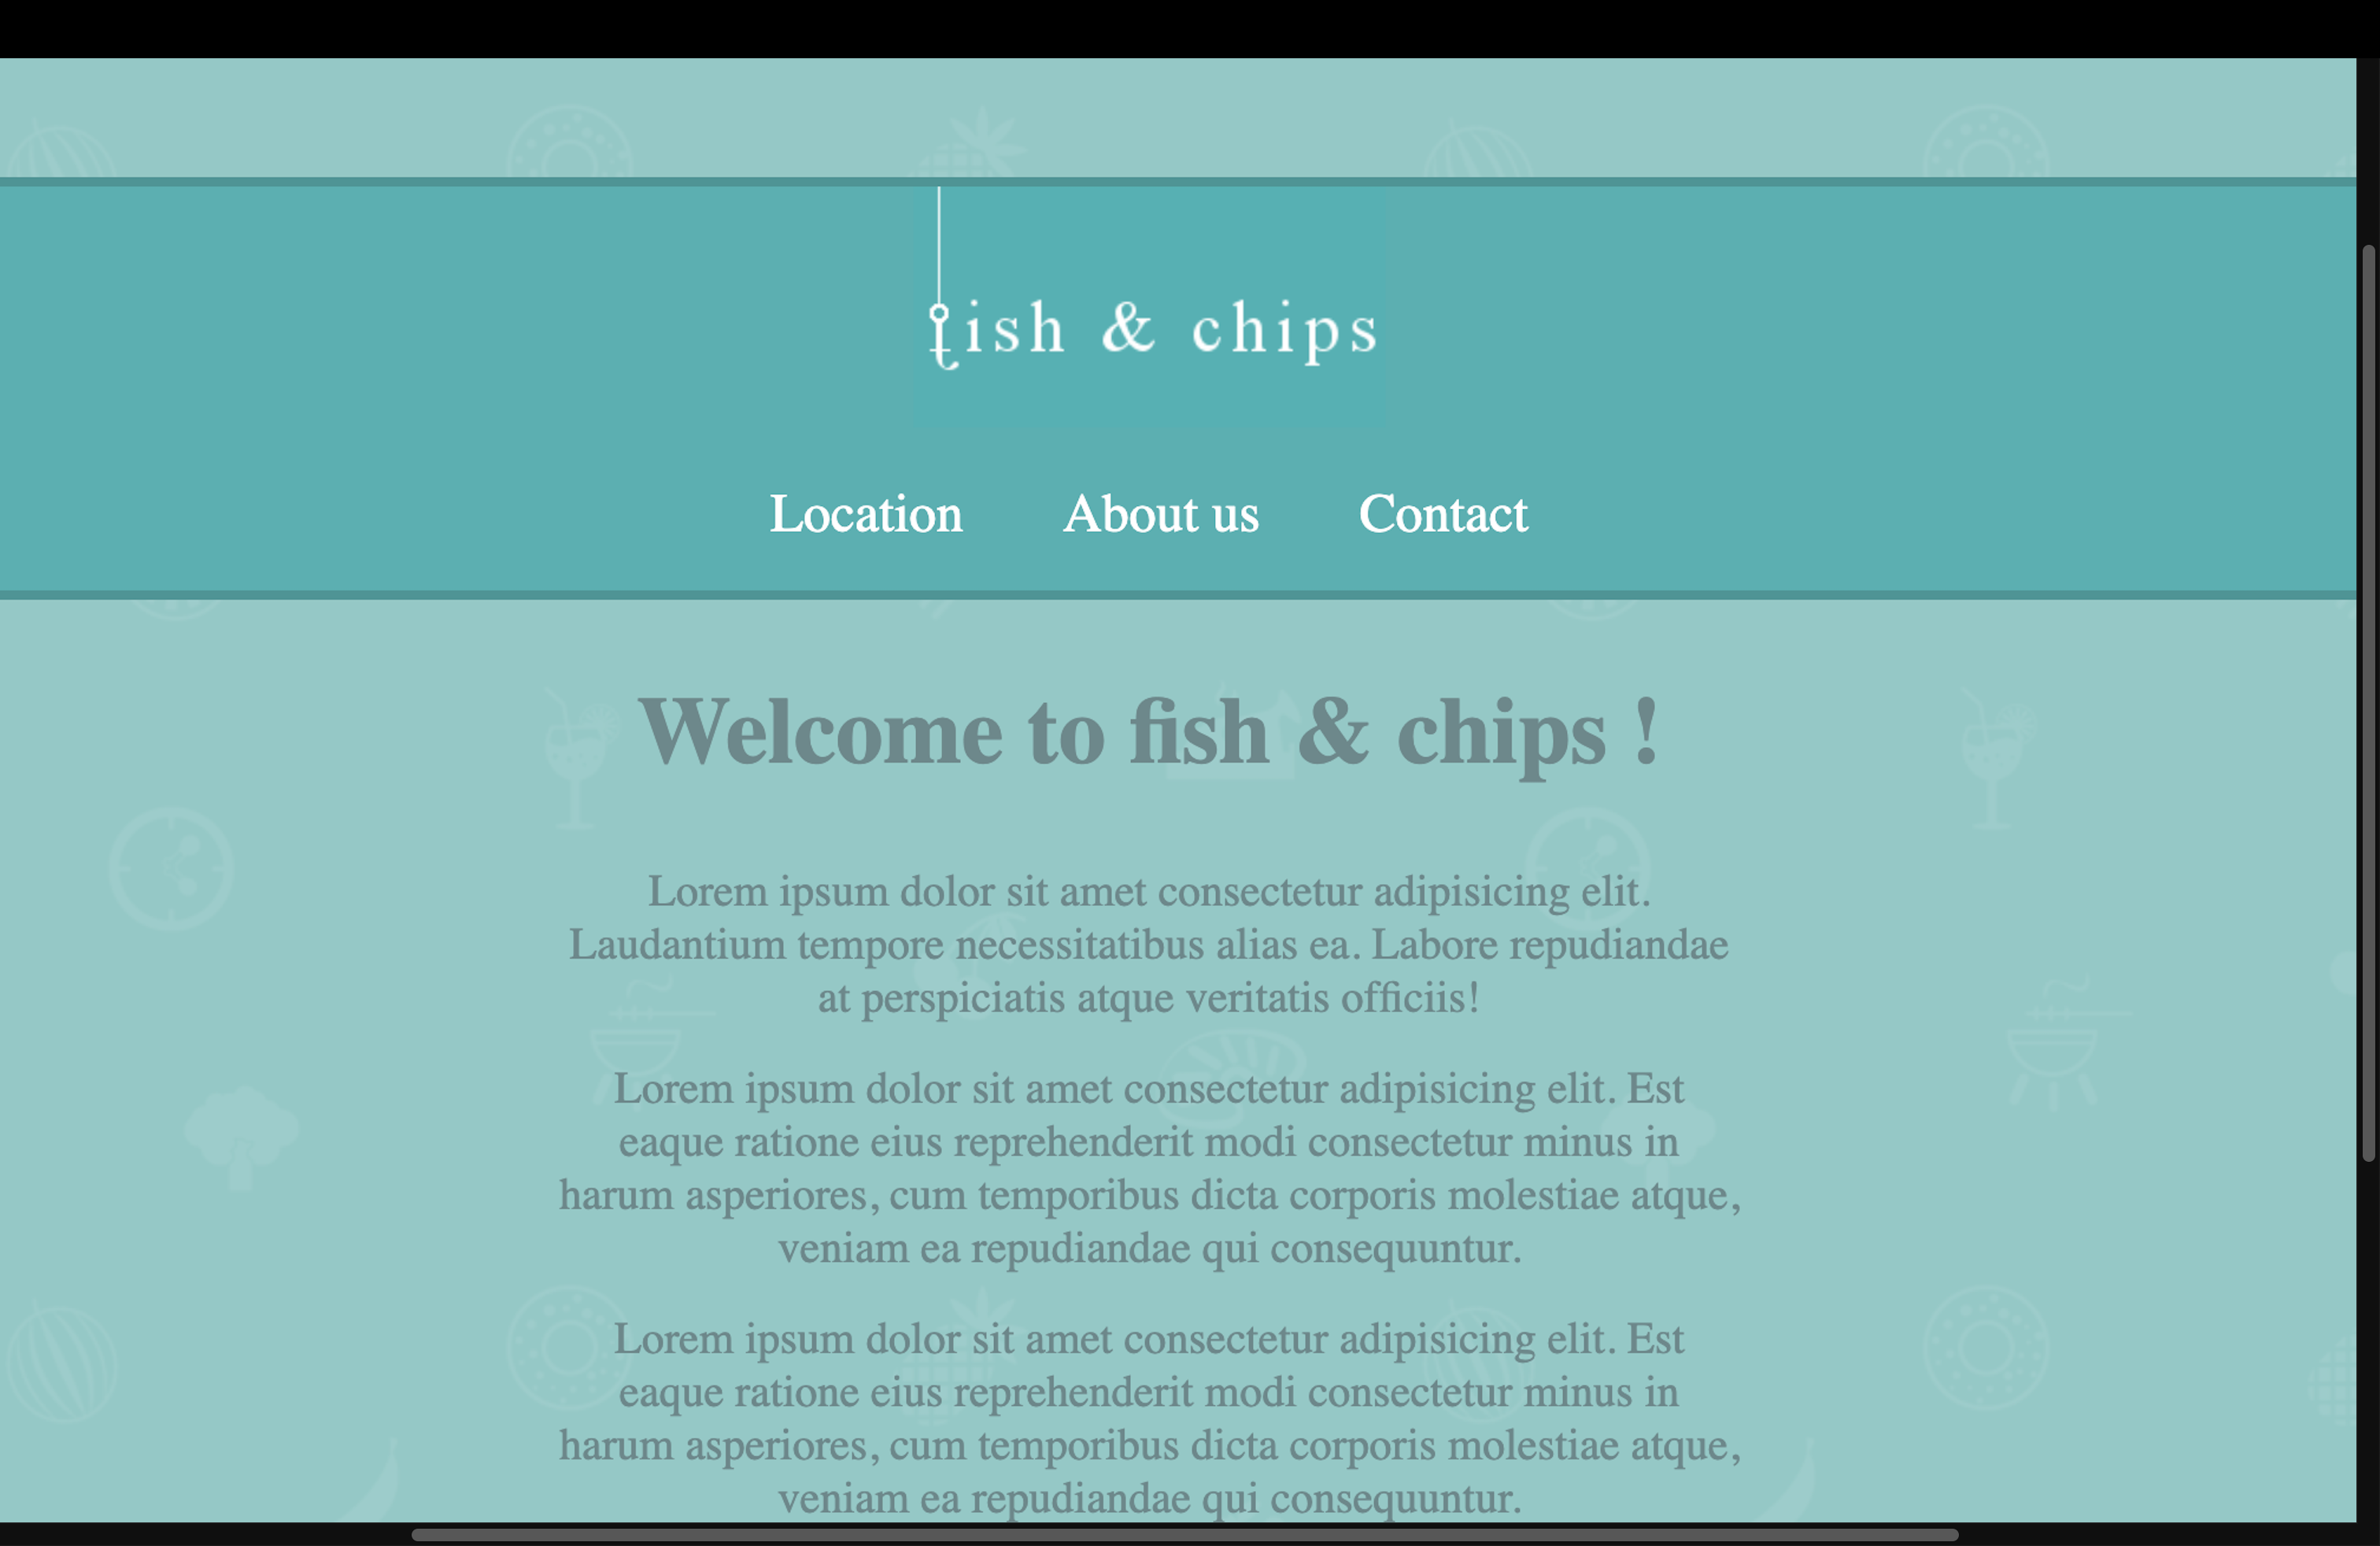 fish & chips
Location About us Contact
Welcome to fish & chips !
Lorem ipsum dolor sit amet consectetur adipisicing elit.
Laudantium tempore necessitatibus alias ea. Labore repudiandae
at perspiciatis atque veritatis officiis!
Lorem ipsum dolor sit amet consectetur adipisicing elit. Est
eaque ratione eius reprehenderit modi consectetur minus in
harum asperiores, cum temporibus dicta corporis molestiae atque,
veniam ea repudiandae qui consequuntur.
Lorem ipsum dolor sit amet consectetur adipisicing elit. Est
eaque ratione eius reprehenderit modi consectetur minus in
harum asperiores, cum temporibus dicta corporis molestiae atque,
veniam ea repudiandae qui consequuntur.